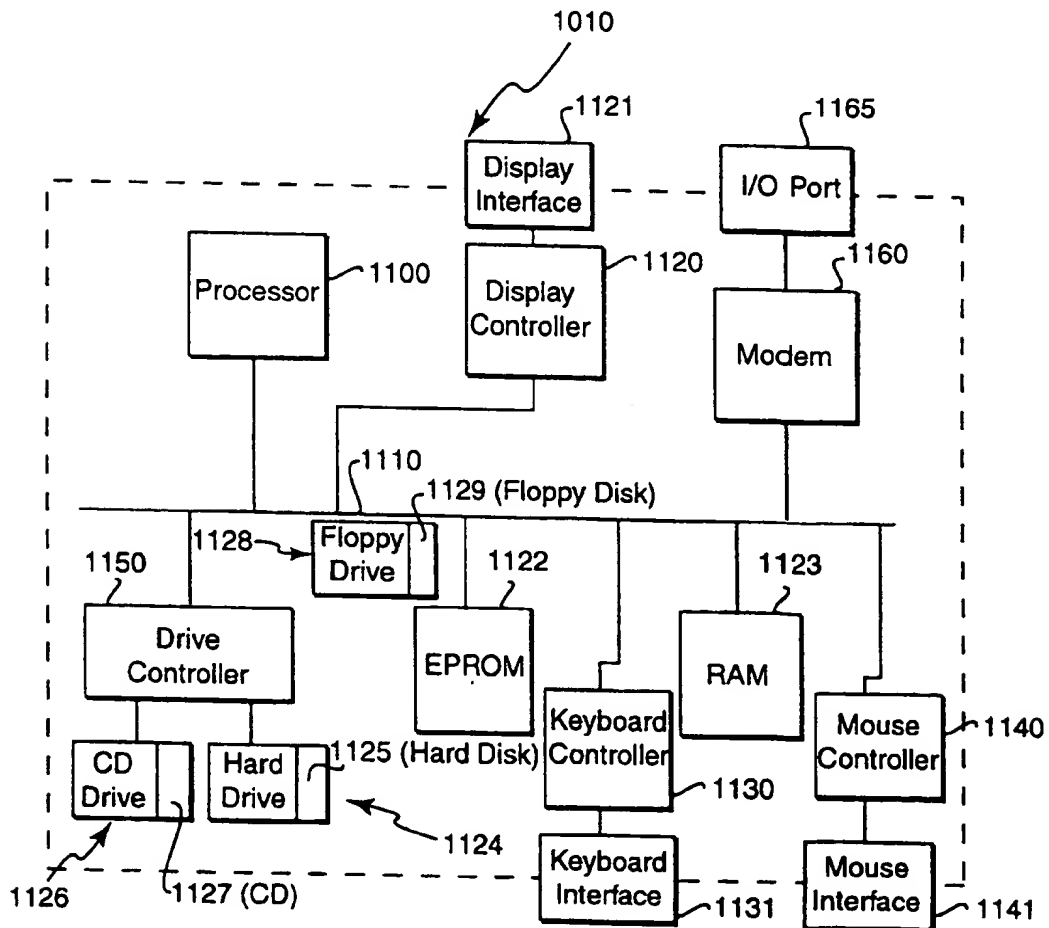 1010
1121
1165
Display
Interface
I/O Port
1100
1120
1160
Processor
Display
Controller
Modem
1110
1129 (Floppy Disk)
1128
Floppy
Drive
1150
1122
1123
Drive
Controller
EPROM
RAM
Keyboard
Controller
Mouse
Controller
1140
CD
Drive
Hard
Drive
1125 (Hard Disk)
1130
1124
1126
1127 (CD)
Keyboard
Interface
1131
Mouse
Interface
1141